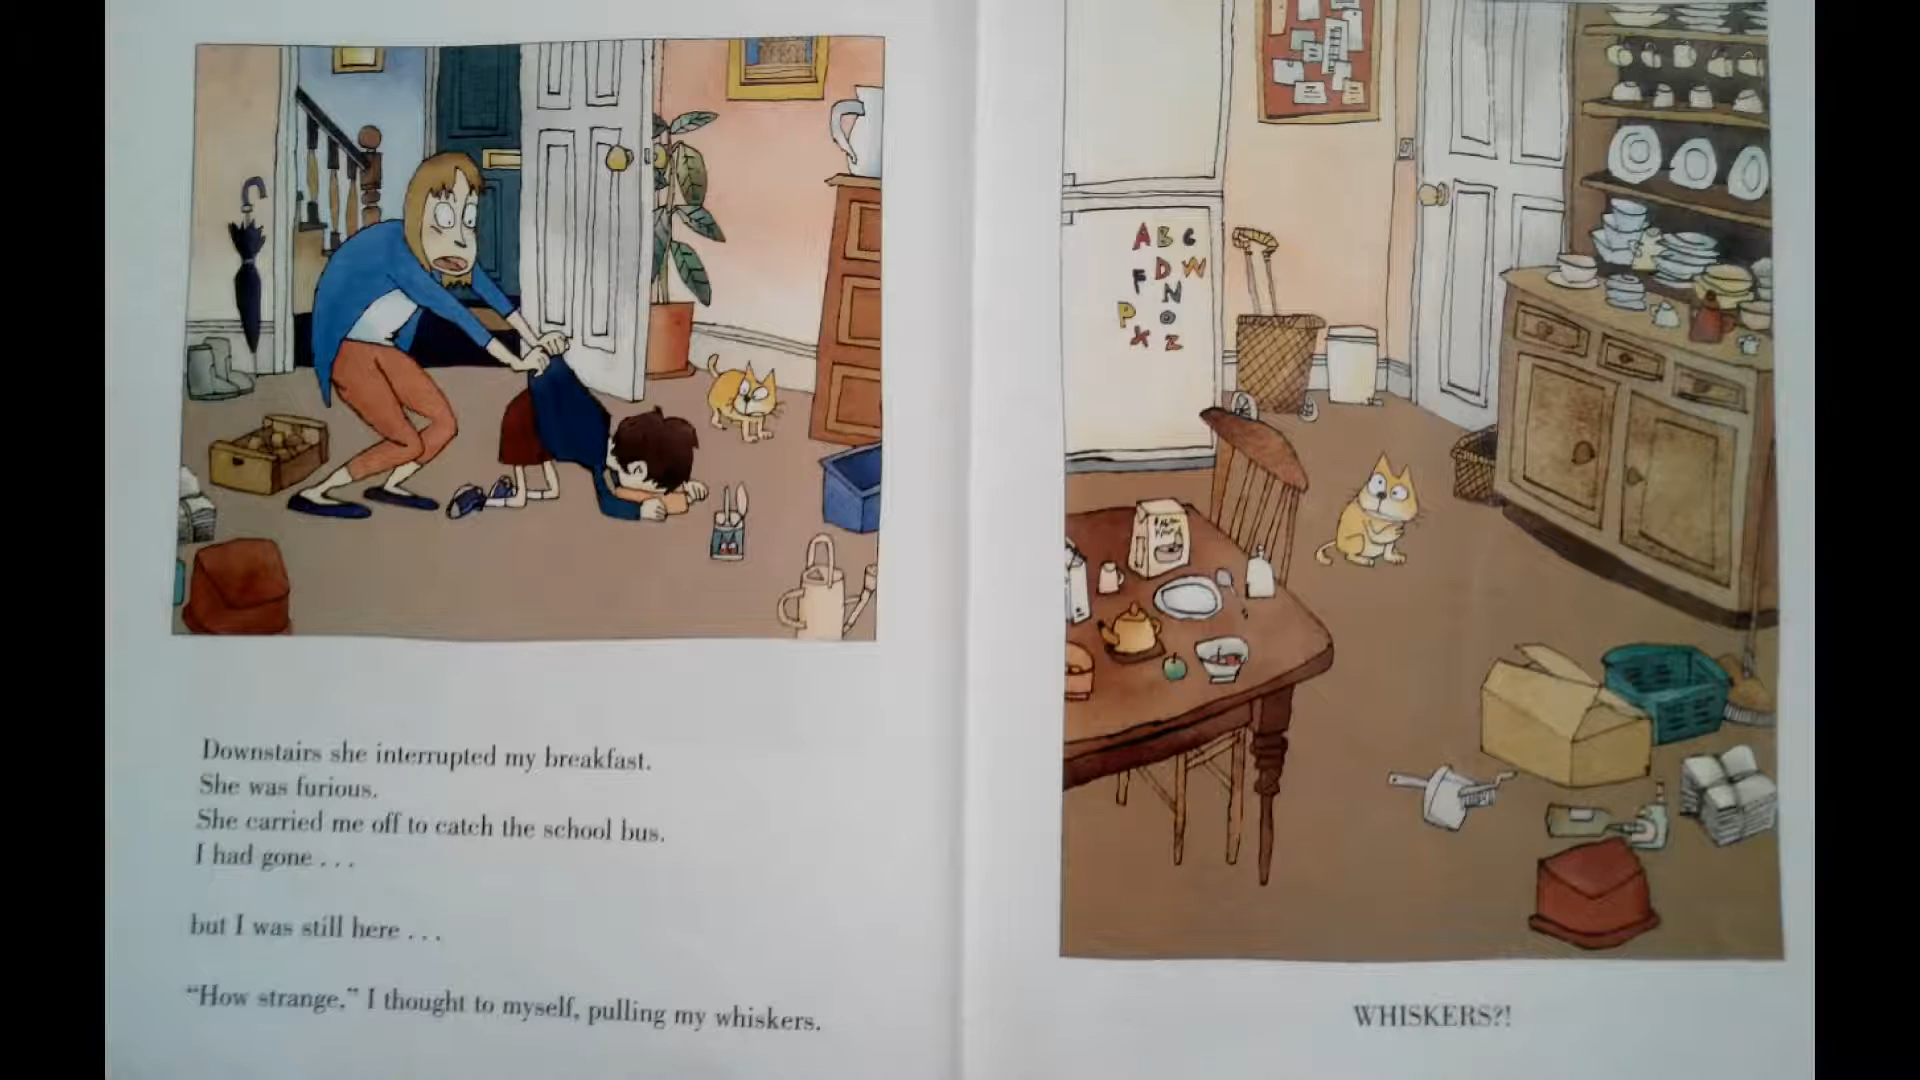 Downstairs she interrupted my breakfast.
She was furious.
She carried me off to catch the school bus.
I had gone . . .
but I was still here . . .
“How strange,” I thought to myself, pulling my whiskers.
A B C
F D W
N
P O
X Z
WHISKERS?!